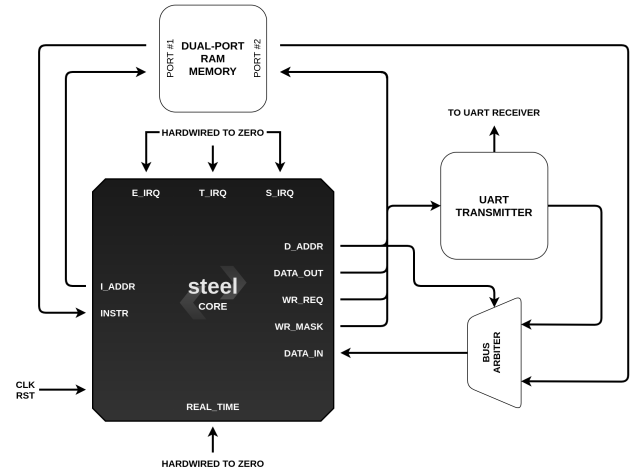 PORT #1
DUAL-PORT
RAM
MEMORY
PORT #2
TO UART RECEIVER
HARDWIRED TO ZERO
E_IRQ
T_IRQ
S_IRQ
UART
TRANSMITTER
D_ADDR
DATA_OUT
I_ADDR
steel
CORE
WR_REQ
INSTR
WR_MASK
DATA_IN
BUS
ARBITER
CLK
RST
REAL_TIME
HARDWIRED TO ZERO